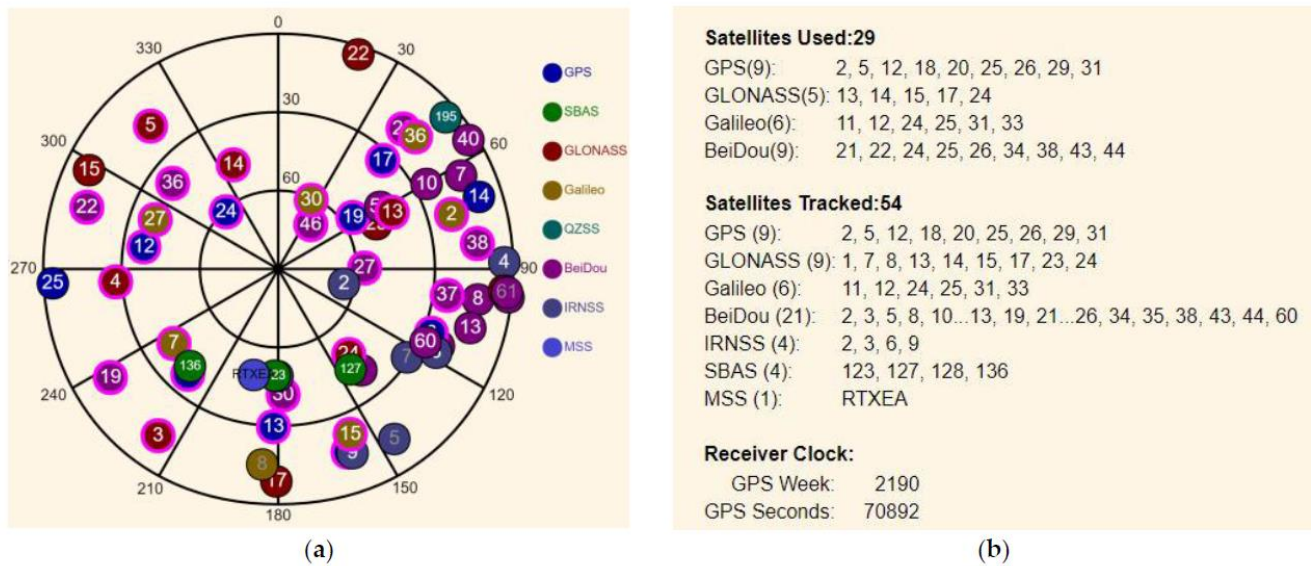 0
330
30
22
GPS
195
5
36
30
SBAS
40
17
300
60
GLONASS
15
14
7
36
10
60
14
Galileo
30
22
24
19
13
2
27
46
QZSS
12
38
27
4
BeiDou
270
90
25
4
2
37
61
8
IRNSS
13
60
7
24
MSS
136
RTXE
23
127
7
19
240
30
120
13
3
15
5
8
9
17
210
150
180
(a)
Satellites Used:29
GPS(9): 2, 5, 12, 18, 20, 25, 26, 29, 31
GLONASS(5): 13, 14, 15, 17, 24
Galileo(6): 11, 12, 24, 25, 31, 33
BeiDou(9): 21, 22, 24, 25, 26, 34, 38, 43, 44
Satellites Tracked:54
GPS (9): 2, 5, 12, 18, 20, 25, 26, 29, 31
GLONASS (9): 1, 7, 8, 13, 14, 15, 17, 23, 24
Galileo (6): 11, 12, 24, 25, 31, 33
BeiDou (21): 2, 3, 5, 8, 10...13, 19, 21...26, 34, 35, 38, 43, 44, 60
IRNSS (4): 2, 3, 6, 9
SBAS (4): 123, 127, 128, 136
MSS (1): RTXEA
Receiver Clock:
GPS Week: 2190
GPS Seconds: 70892
(b)